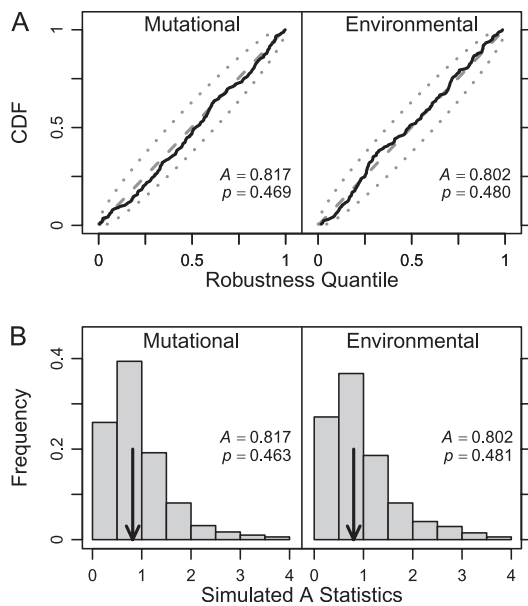 A
Mutational
Environmental
CDF
1
0.5
0
A = 0.817
p = 0.469
A = 0.802
p = 0.480
0 0.5 1 0 0.5 1
Robustness Quantile
B
Mutational
Environmental
Frequency
0.4
0.2
0
A = 0.817
p = 0.463
A = 0.802
p = 0.481
0 1 2 3 4 0 1 2 3 4
Simulated A Statistics